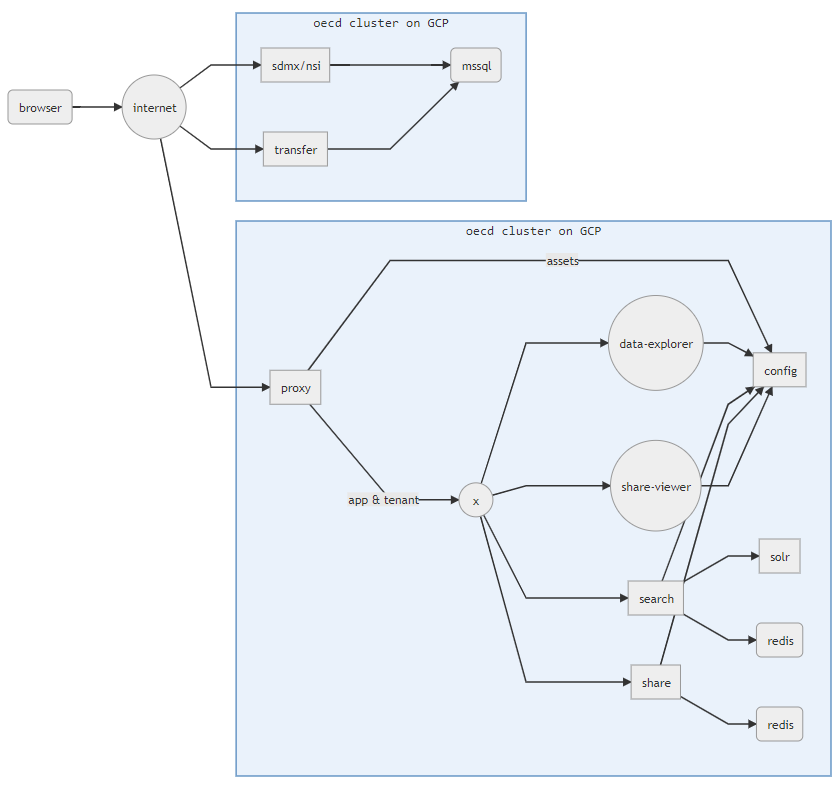 oecd cluster on GCP
sdmx/nsi
mssql
browser
internet
transfer
oecd cluster on GCP
assets
data-explorer
config
proxy
share-viewer
app & tenant
x
solr
search
redis
share
redis